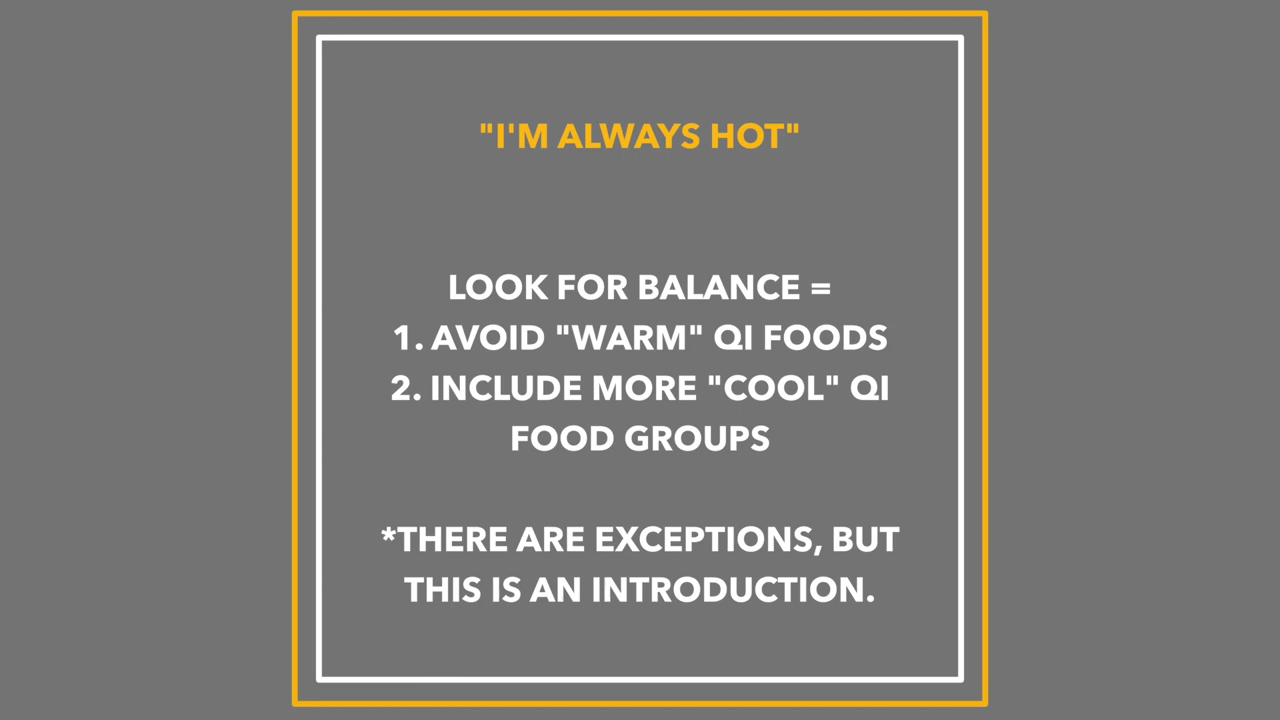 "I'M ALWAYS HOT"
LOOK FOR BALANCE =
1. AVOID "WARM" QI FOODS
2. INCLUDE MORE "COOL" QI
FOOD GROUPS
*THERE ARE EXCEPTIONS, BUT
THIS IS AN INTRODUCTION.